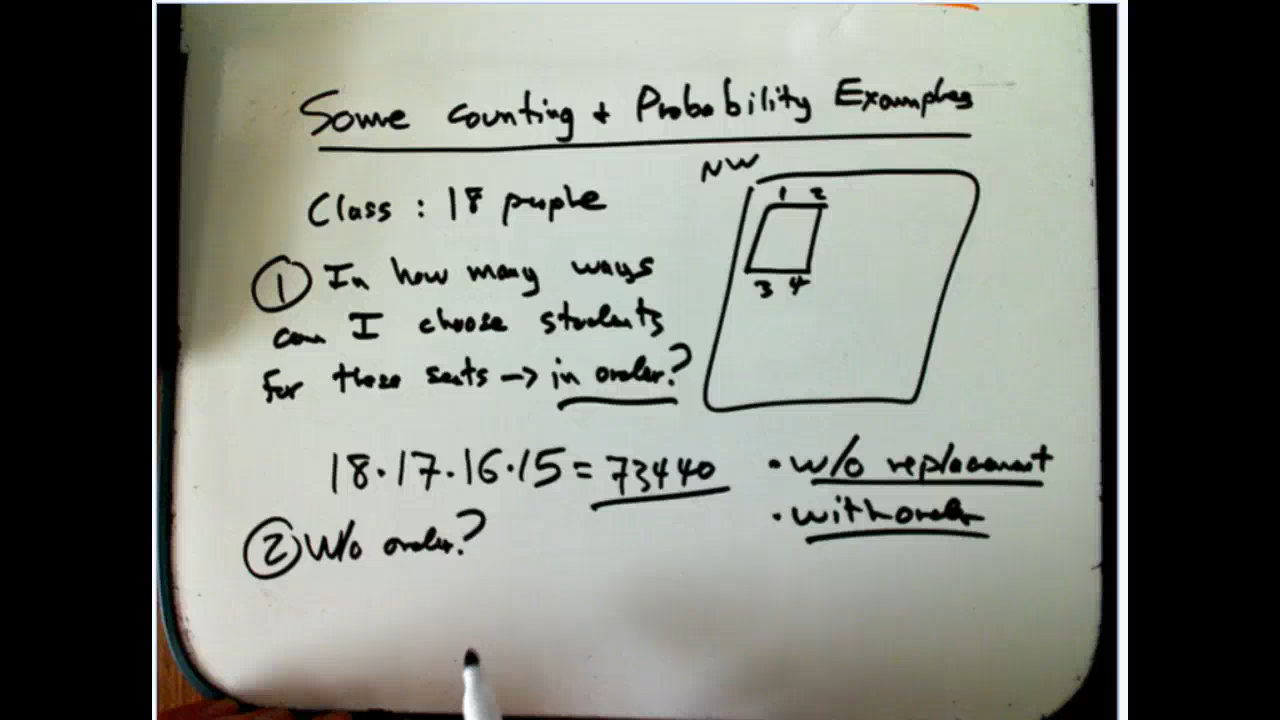 Some counting + Probability Examples
NW
Class : 18 people
1 2
3 4
① In how many ways
can I choose students
for these seats → in order?
18·17·16·15 = 73440
· w/o replacement
· with order
② w/o order?